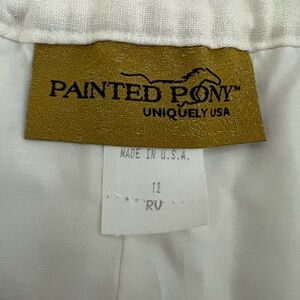 PAINTED PONY™
UNIQUELY USA
MADE IN U.S.A.
12
RV